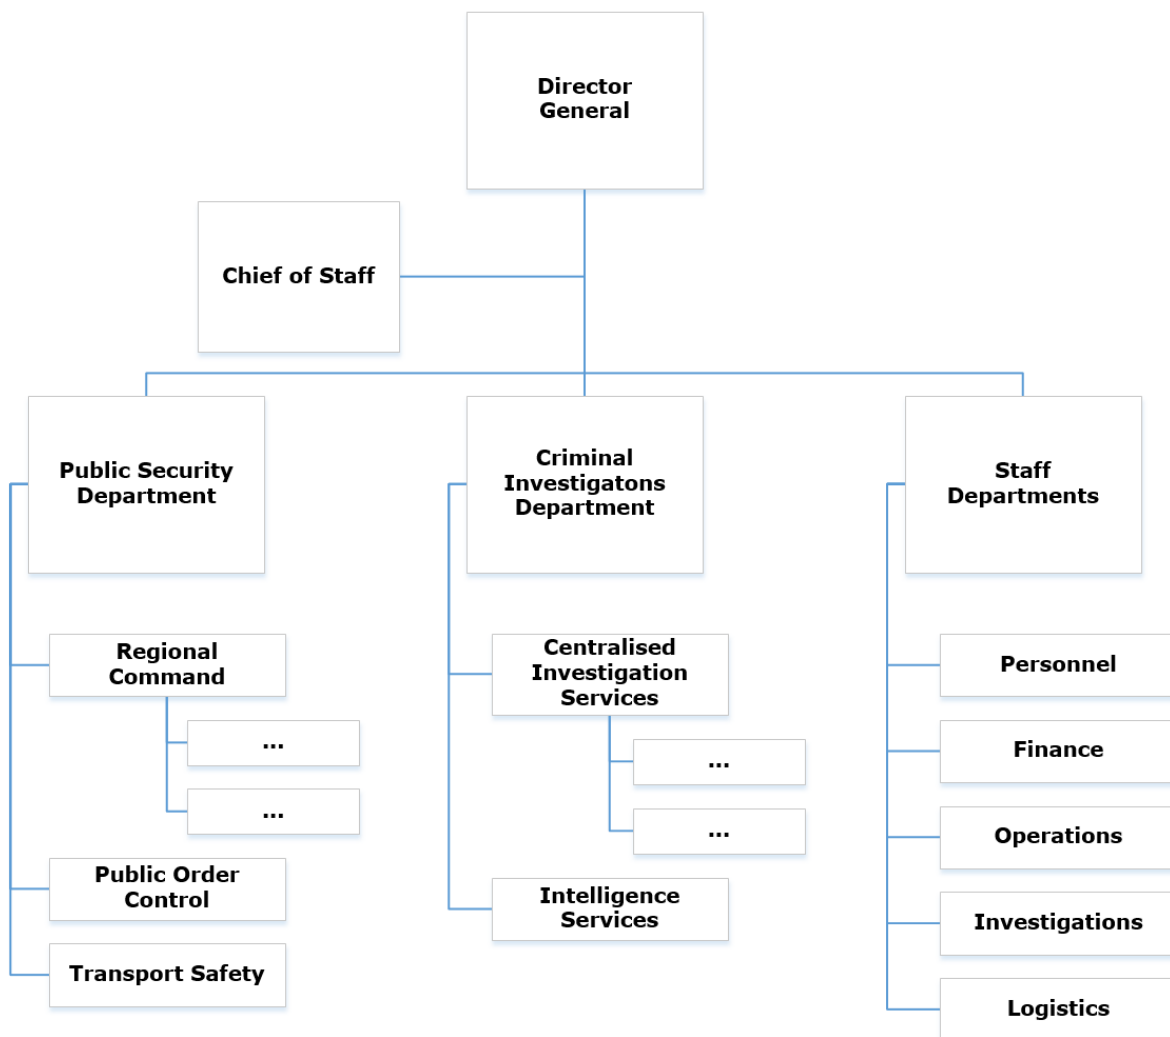 Director
General
Chief of Staff
Public Security
Department
Criminal
Investigatons
Department
Staff
Departments
Regional
Command
...
...
Public Order
Control
Transport Safety
Centralised
Investigation
Services
...
...
Intelligence
Services
Personnel
Finance
Operations
Investigations
Logistics